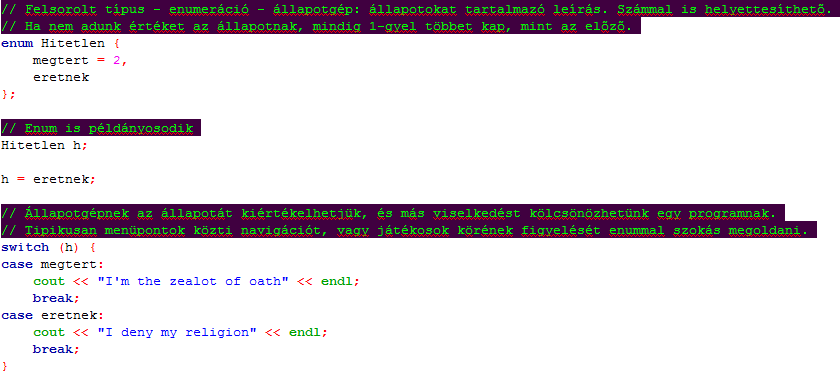 // Felsorolt típus - enumeráció - állapotgép: állapotokat tartalmazó leírás. Számmal is helyettesíthetõ.
// Ha nem adunk értéket az állapotnak, mindig 1-gyel többet kap, mint az elõzõ.
enum Hitetlen {
    megtert = 2,
    eretnek
};
// Enum is példányosodik
Hitetlen h;
h = eretnek;
// Állapotgépnek az állapotát kiértékelhetjük, és más viselkedést kölcsönözhetünk egy programnak.
// Tipikusan menüpontok közti navigációt, vagy játékosok körének figyelését enummal szokás megoldani.
switch (h) {
case megtert:
    cout << "I'm the zealot of oath" << endl;
    break;
case eretnek:
    cout << "I deny my religion" << endl;
    break;
}